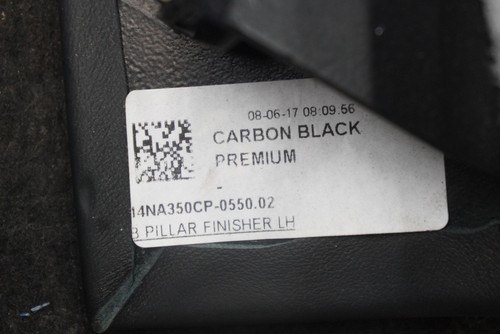 08-06-17 08:09.56
CARBON BLACK
PREMIUM
-
14NA350CP-0550.02
B PILLAR FINISHER LH